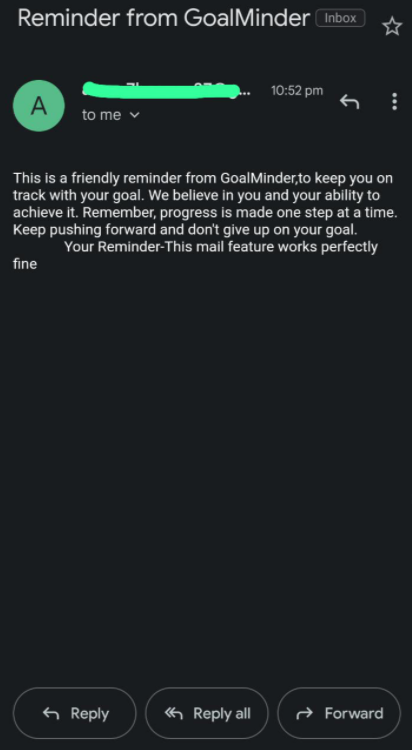 Reminder from GoalMinder Inbox
A
10:52 pm
to me
This is a friendly reminder from GoalMinder,to keep you on
track with your goal. We believe in you and your ability to
achieve it. Remember, progress is made one step at a time.
Keep pushing forward and don't give up on your goal.
Your Reminder-This mail feature works perfectly
fine
Reply
Reply all
Forward